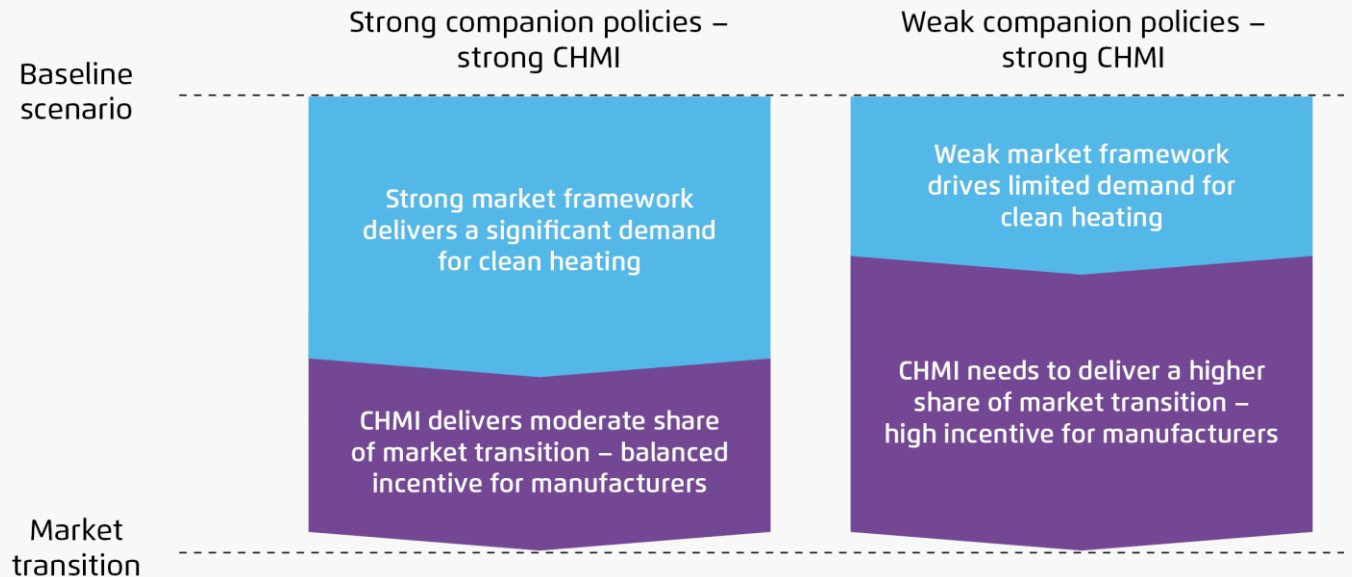 Strong companion policies –
strong CHMI
Weak companion policies –
strong CHMI
Baseline
scenario
Strong market framework
delivers a significant demand
for clean heating
Weak market framework
drives limited demand for
clean heating
CHMI delivers moderate share
of market transition – balanced
incentive for manufacturers
CHMI needs to deliver a higher
share of market transition –
high incentive for manufacturers
Market
transition